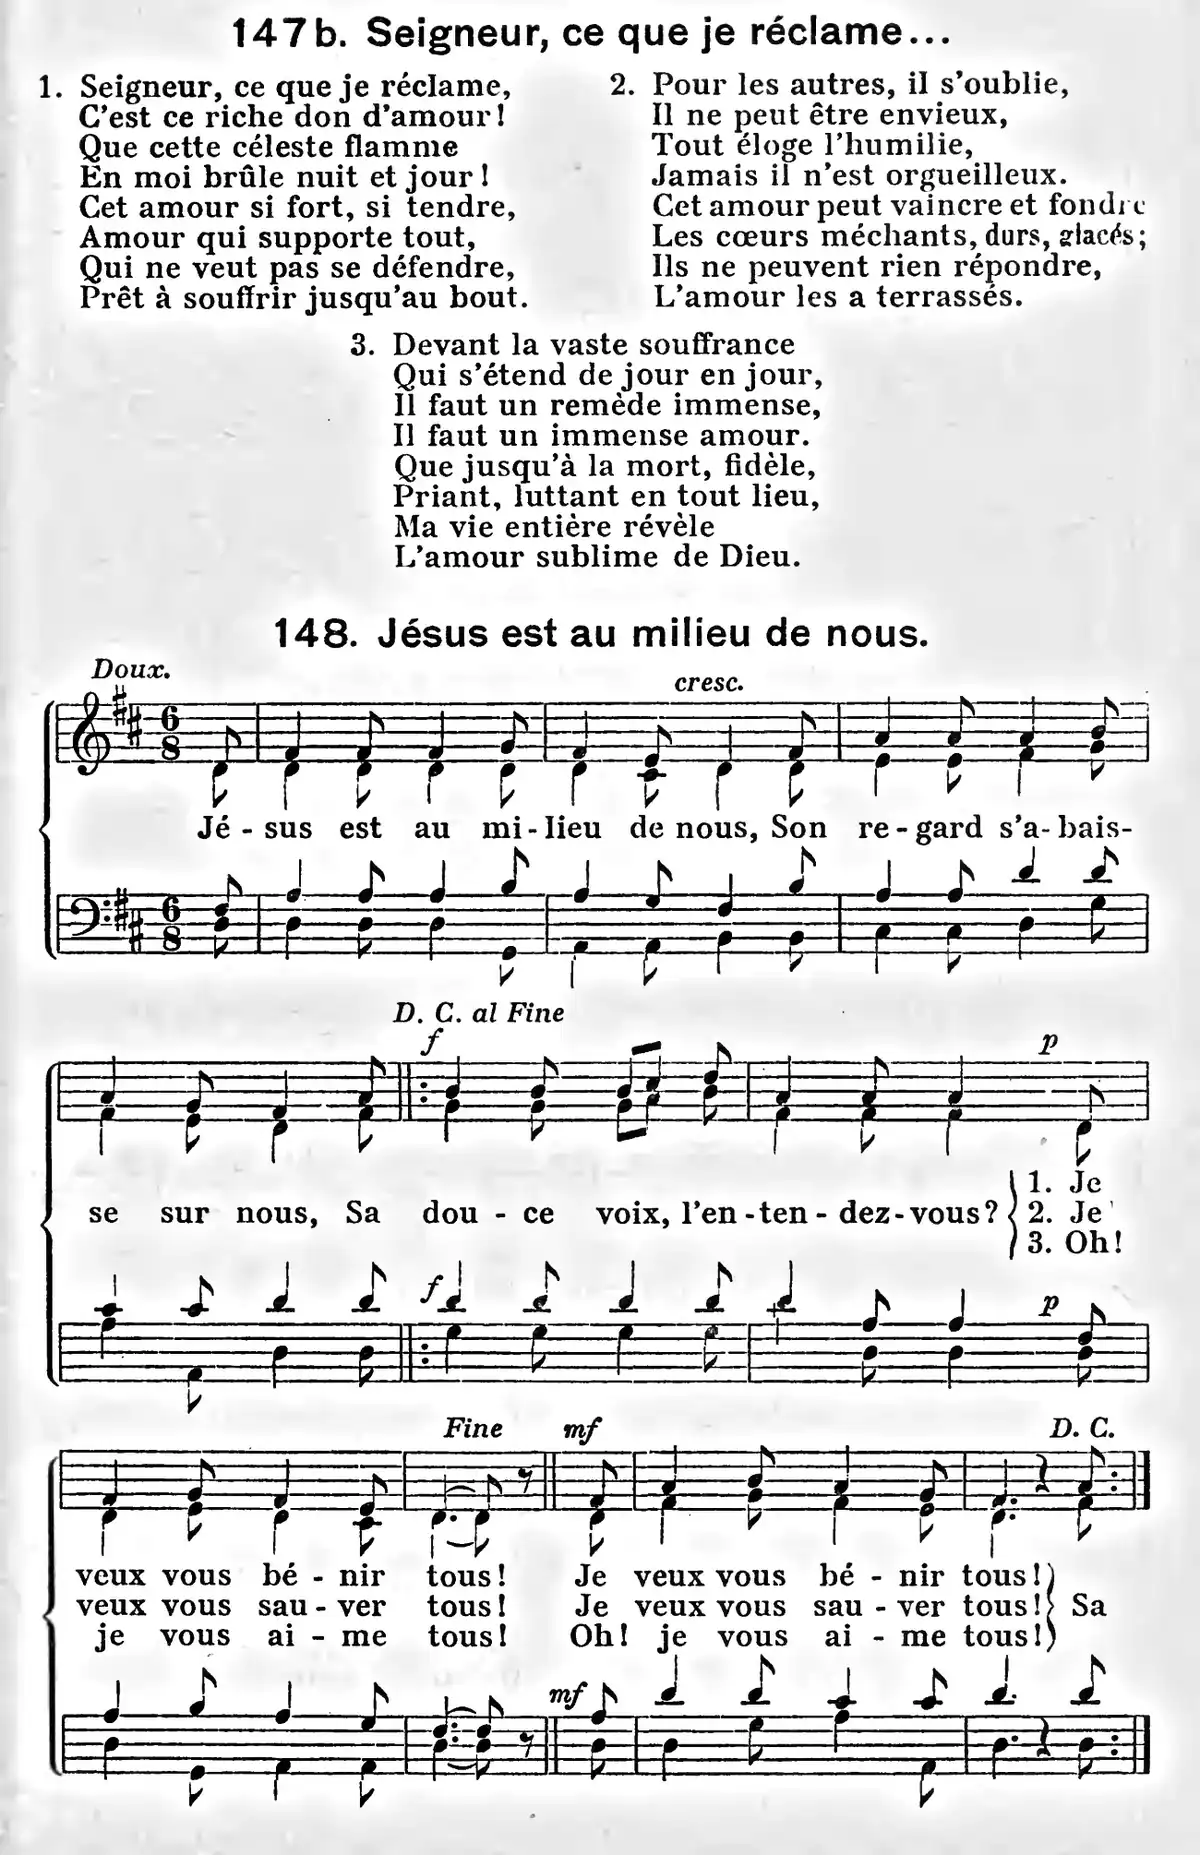 147b. Seigneur, ce que je réclame...
1. Seigneur, ce que je réclame,
C'est ce riche don d'amour!
Que cette céleste flamme
En moi brûle nuit et jour!
Cet amour si fort, si tendre,
Amour qui supporte tout,
Qui ne veut pas se défendre,
Prêt à souffrir jusqu'au bout.
2. Pour les autres, il s'oublie,
Il ne peut être envieux,
Tout éloge l'humilie,
Jamais il n'est orgueilleux.
Cet amour peut vaincre et fondre
Les cœurs méchants, durs, glacés;
Ils ne peuvent rien répondre,
L'amour les a terrassés.
3. Devant la vaste souffrance
Qui s'étend de jour en jour,
Il faut un remède immense,
Il faut un immense amour.
Que jusqu'à la mort, fidèle,
Priant, luttant en tout lieu,
Ma vie entière révèle
L'amour sublime de Dieu.
148. Jésus est au milieu de nous.
Doux.
cresc.
6 8
Jé - sus est au mi - lieu de nous, Son re - gard s'a - bais-
6 8
D. C. al Fine
f p
1. Je
se sur nous, Sa dou - ce voix, l'en - ten - dez - vous? 2. Je
3. Oh!
f p
Fine mf D. C.
veux vous bé - nir tous! Je veux vous bé - nir tous!
veux vous sau - ver tous! Je veux vous sau - ver tous! Sa
je vous ai - me tous! Oh! je vous ai - me tous!
mf